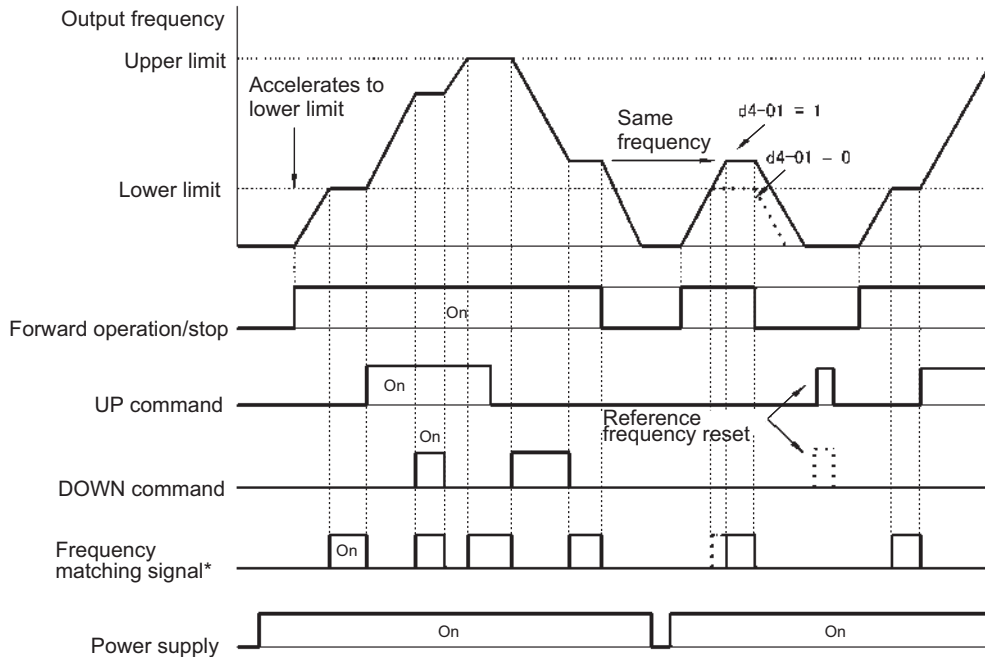 Output frequency
Upper limit
Accelerates to
lower limit
Same
frequency
d4-01 = 1
d4-01 - 0
Lower limit
Forward operation/stop
On
UP command
On
Reference
frequency reset
On
DOWN command
Frequency
matching signal*
On
Power supply
On
On